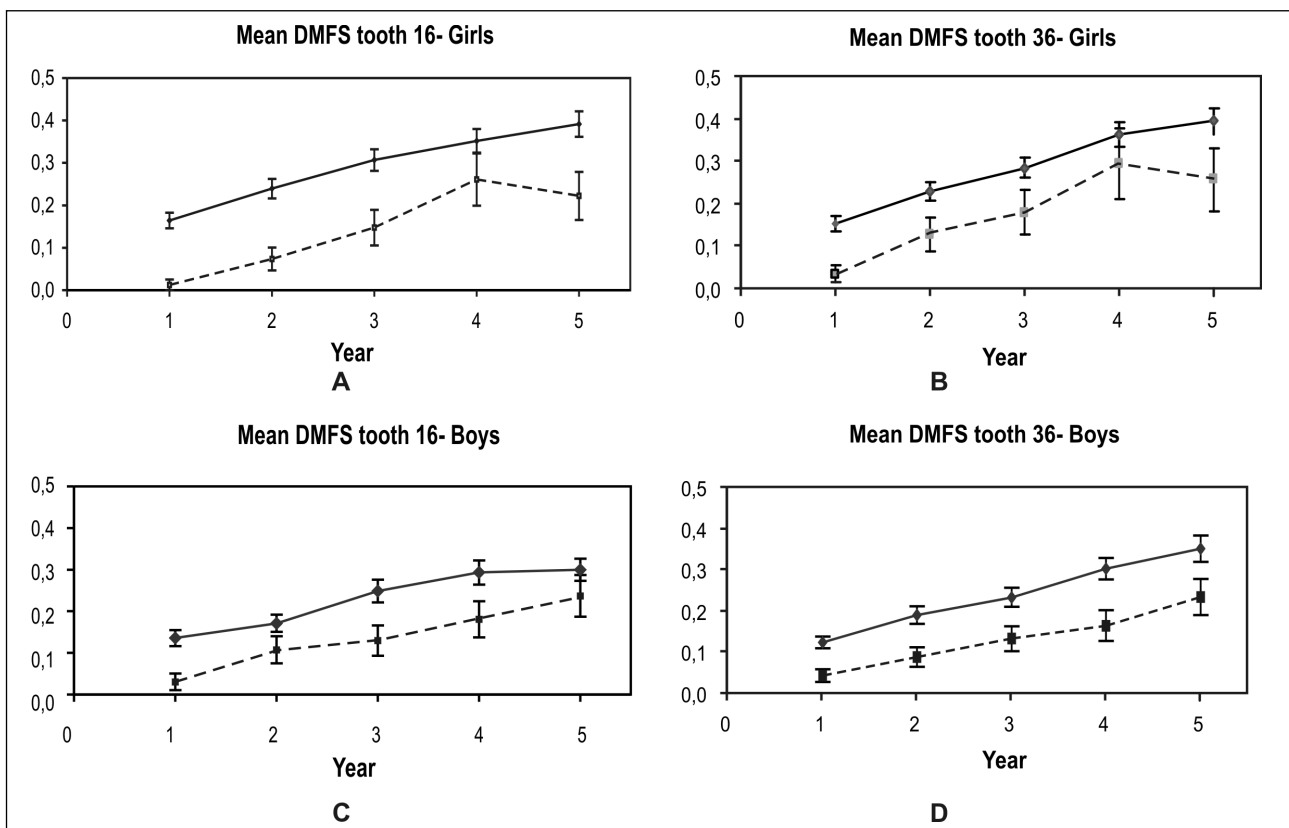 Mean DMFS tooth 16- Girls
0,5
0,4
0,3
0,2
0,1
0,0
0 1 2 3 4 5
Year
A
Mean DMFS tooth 36- Girls
0,5
0,4
0,3
0,2
0,1
0,0
0 1 2 3 4 5
Year
B
Mean DMFS tooth 16- Boys
0,5
0,4
0,3
0,2
0,1
0,0
0 1 2 3 4 5
Year
C
Mean DMFS tooth 36- Boys
0,5
0,4
0,3
0,2
0,1
0,0
0 1 2 3 4 5
Year
D